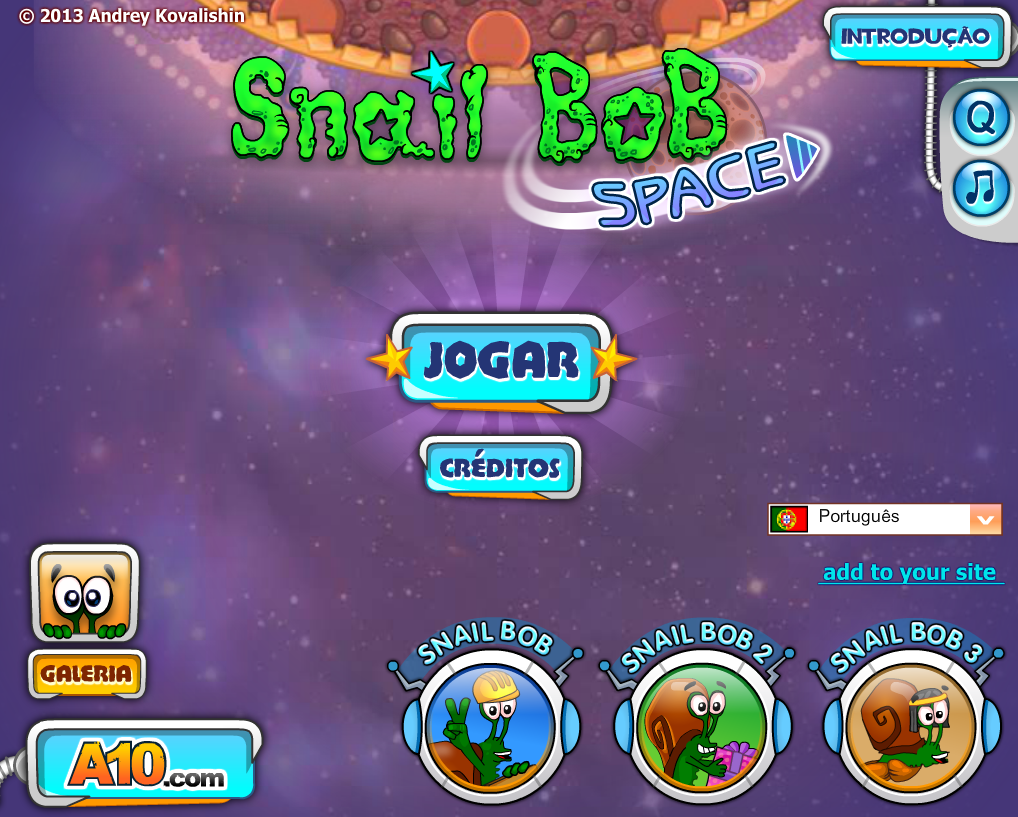 © 2013 Andrey Kovalishin
INTRODUÇÃO
Snail Bob
SPACE
Q
JOGAR
CRÉDITOS
Português
add to your site
GALERIA
A10.com
SNAIL BOB
SNAIL BOB 2
SNAIL BOB 3